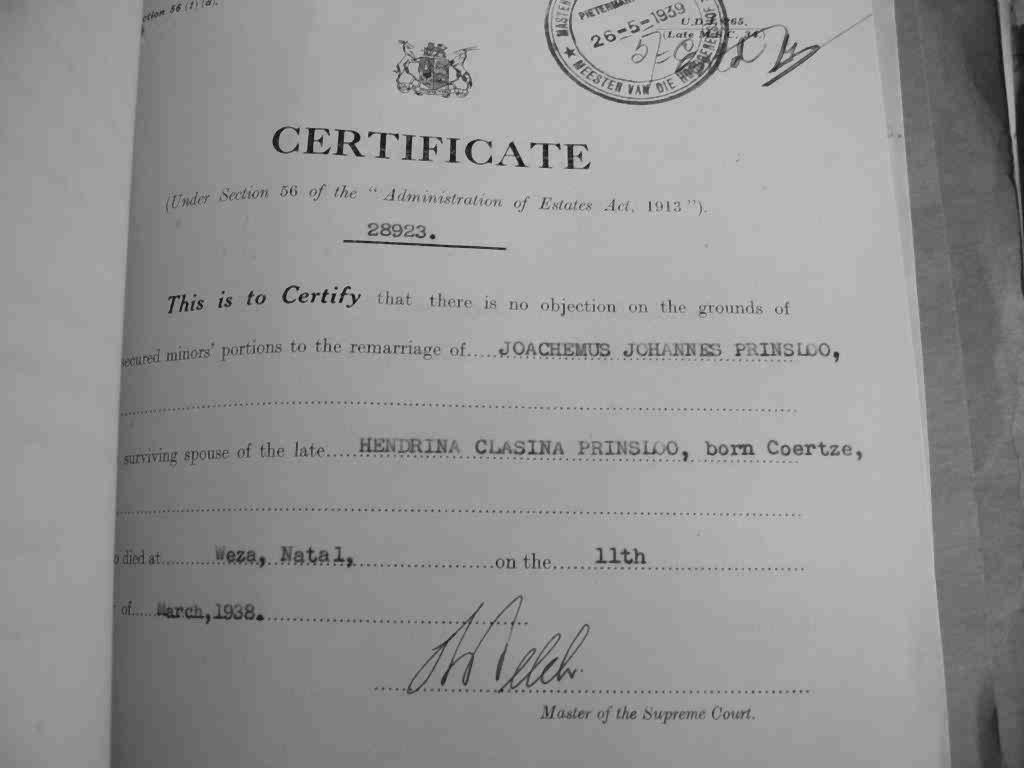 ction 56 (1) (a).
PIETERMAR
26-5-1939
MEESTER VAN DIE
U.D.J.
(Late M.S.C. 34.)
CERTIFICATE
(Under Section 56 of the “ Administration of Estates Act, 1913 ”).
28923.
This is to Certify that there is no objection on the grounds of
secured minors’ portions to the remarriage of.....JOACHEMUS JOHANNES PRINSLOO,
surviving spouse of the late.....HENDRINA CLASINA PRINSLOO, born Coertze,
o died at..........Weza, Natal,..........on the.....11th
of.....March,1938.
Master of the Supreme Court.